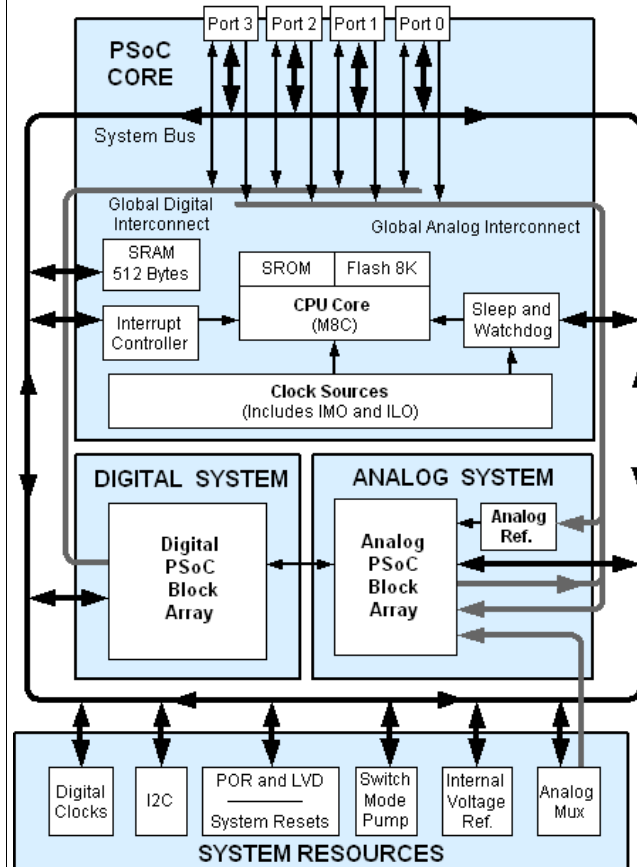 Port 3 Port 2 Port 1 Port 0
PSoC
CORE
System Bus
Global Digital
Interconnect
Global Analog Interconnect
SRAM
512 Bytes
SROM Flash 8K
CPU Core
(M8C)
Interrupt
Controller
Sleep and
Watchdog
Clock Sources
(Includes IMO and ILO)
DIGITAL SYSTEM
ANALOG SYSTEM
Digital
PSoC
Block
Array
Analog
PSoC
Block
Array
Analog
Ref.
Digital
Clocks
I2C
POR and LVD
System Resets
Switch
Mode
Pump
Internal
Voltage
Ref.
Analog
Mux
SYSTEM RESOURCES